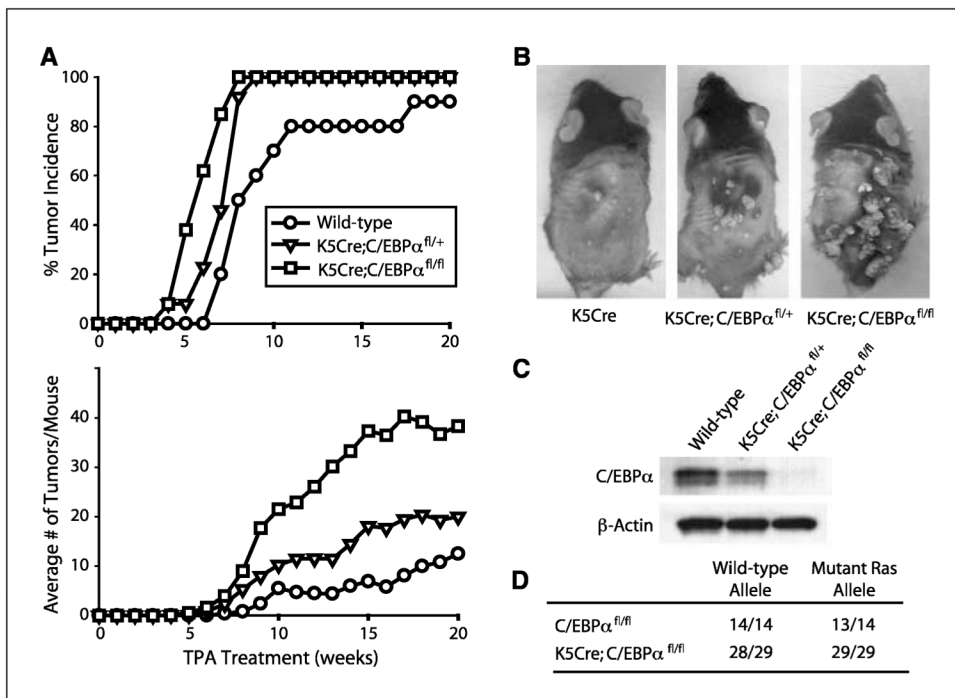 A
% Tumor Incidence
100
80
60
40
20
0
0 5 10 15 20
Wild-type
K5Cre;C/EBPα fl/+
K5Cre;C/EBPα fl/fl
Average # of Tumors/Mouse
40
30
20
10
0
0 5 10 15 20
TPA Treatment (weeks)
B
K5Cre K5Cre; C/EBPα fl/+ K5Cre; C/EBPα fl/fl
C
Wild-type K5Cre; C/EBPα fl/+ K5Cre; C/EBPα fl/fl
C/EBPα
β-Actin
D
Wild-type Mutant Ras
Allele Allele
C/EBPα fl/fl 14/14 13/14
K5Cre; C/EBPα fl/fl 28/29 29/29